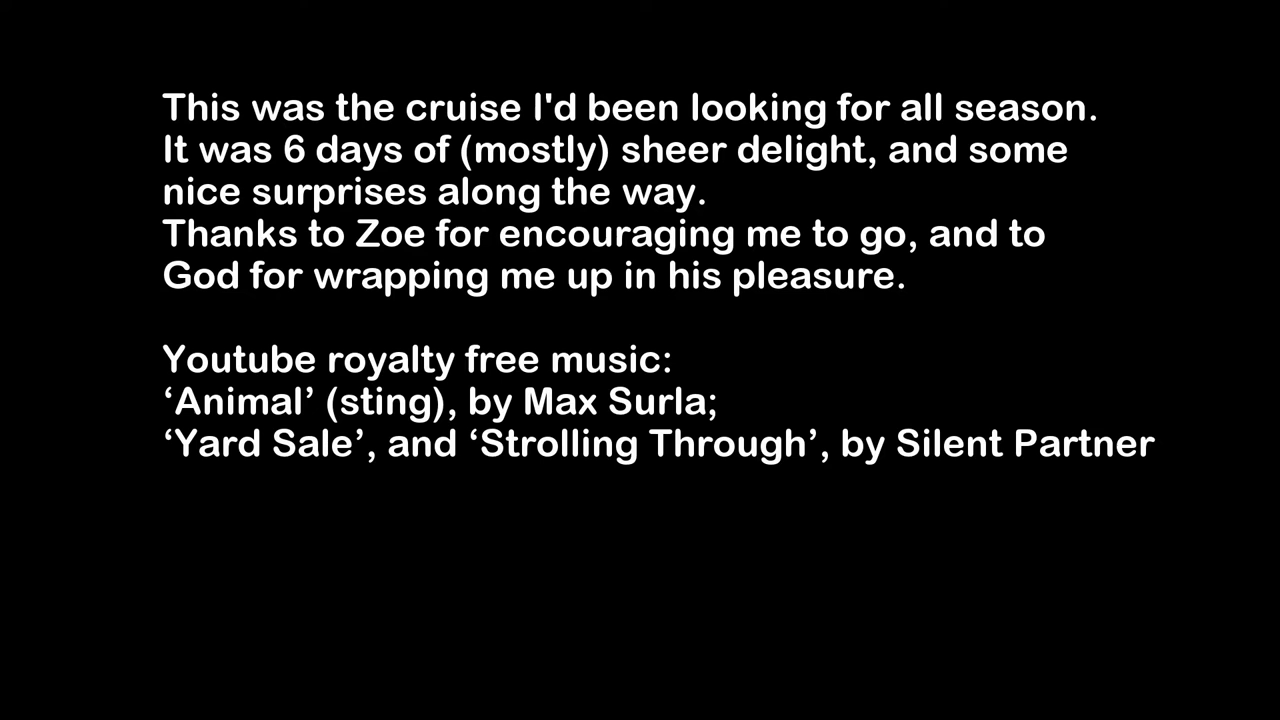 This was the cruise I'd been looking for all season.
It was 6 days of (mostly) sheer delight, and some
nice surprises along the way.
Thanks to Zoe for encouraging me to go, and to
God for wrapping me up in his pleasure.
Youtube royalty free music:
‘Animal’ (sting), by Max Surla;
‘Yard Sale’, and ‘Strolling Through’, by Silent Partner